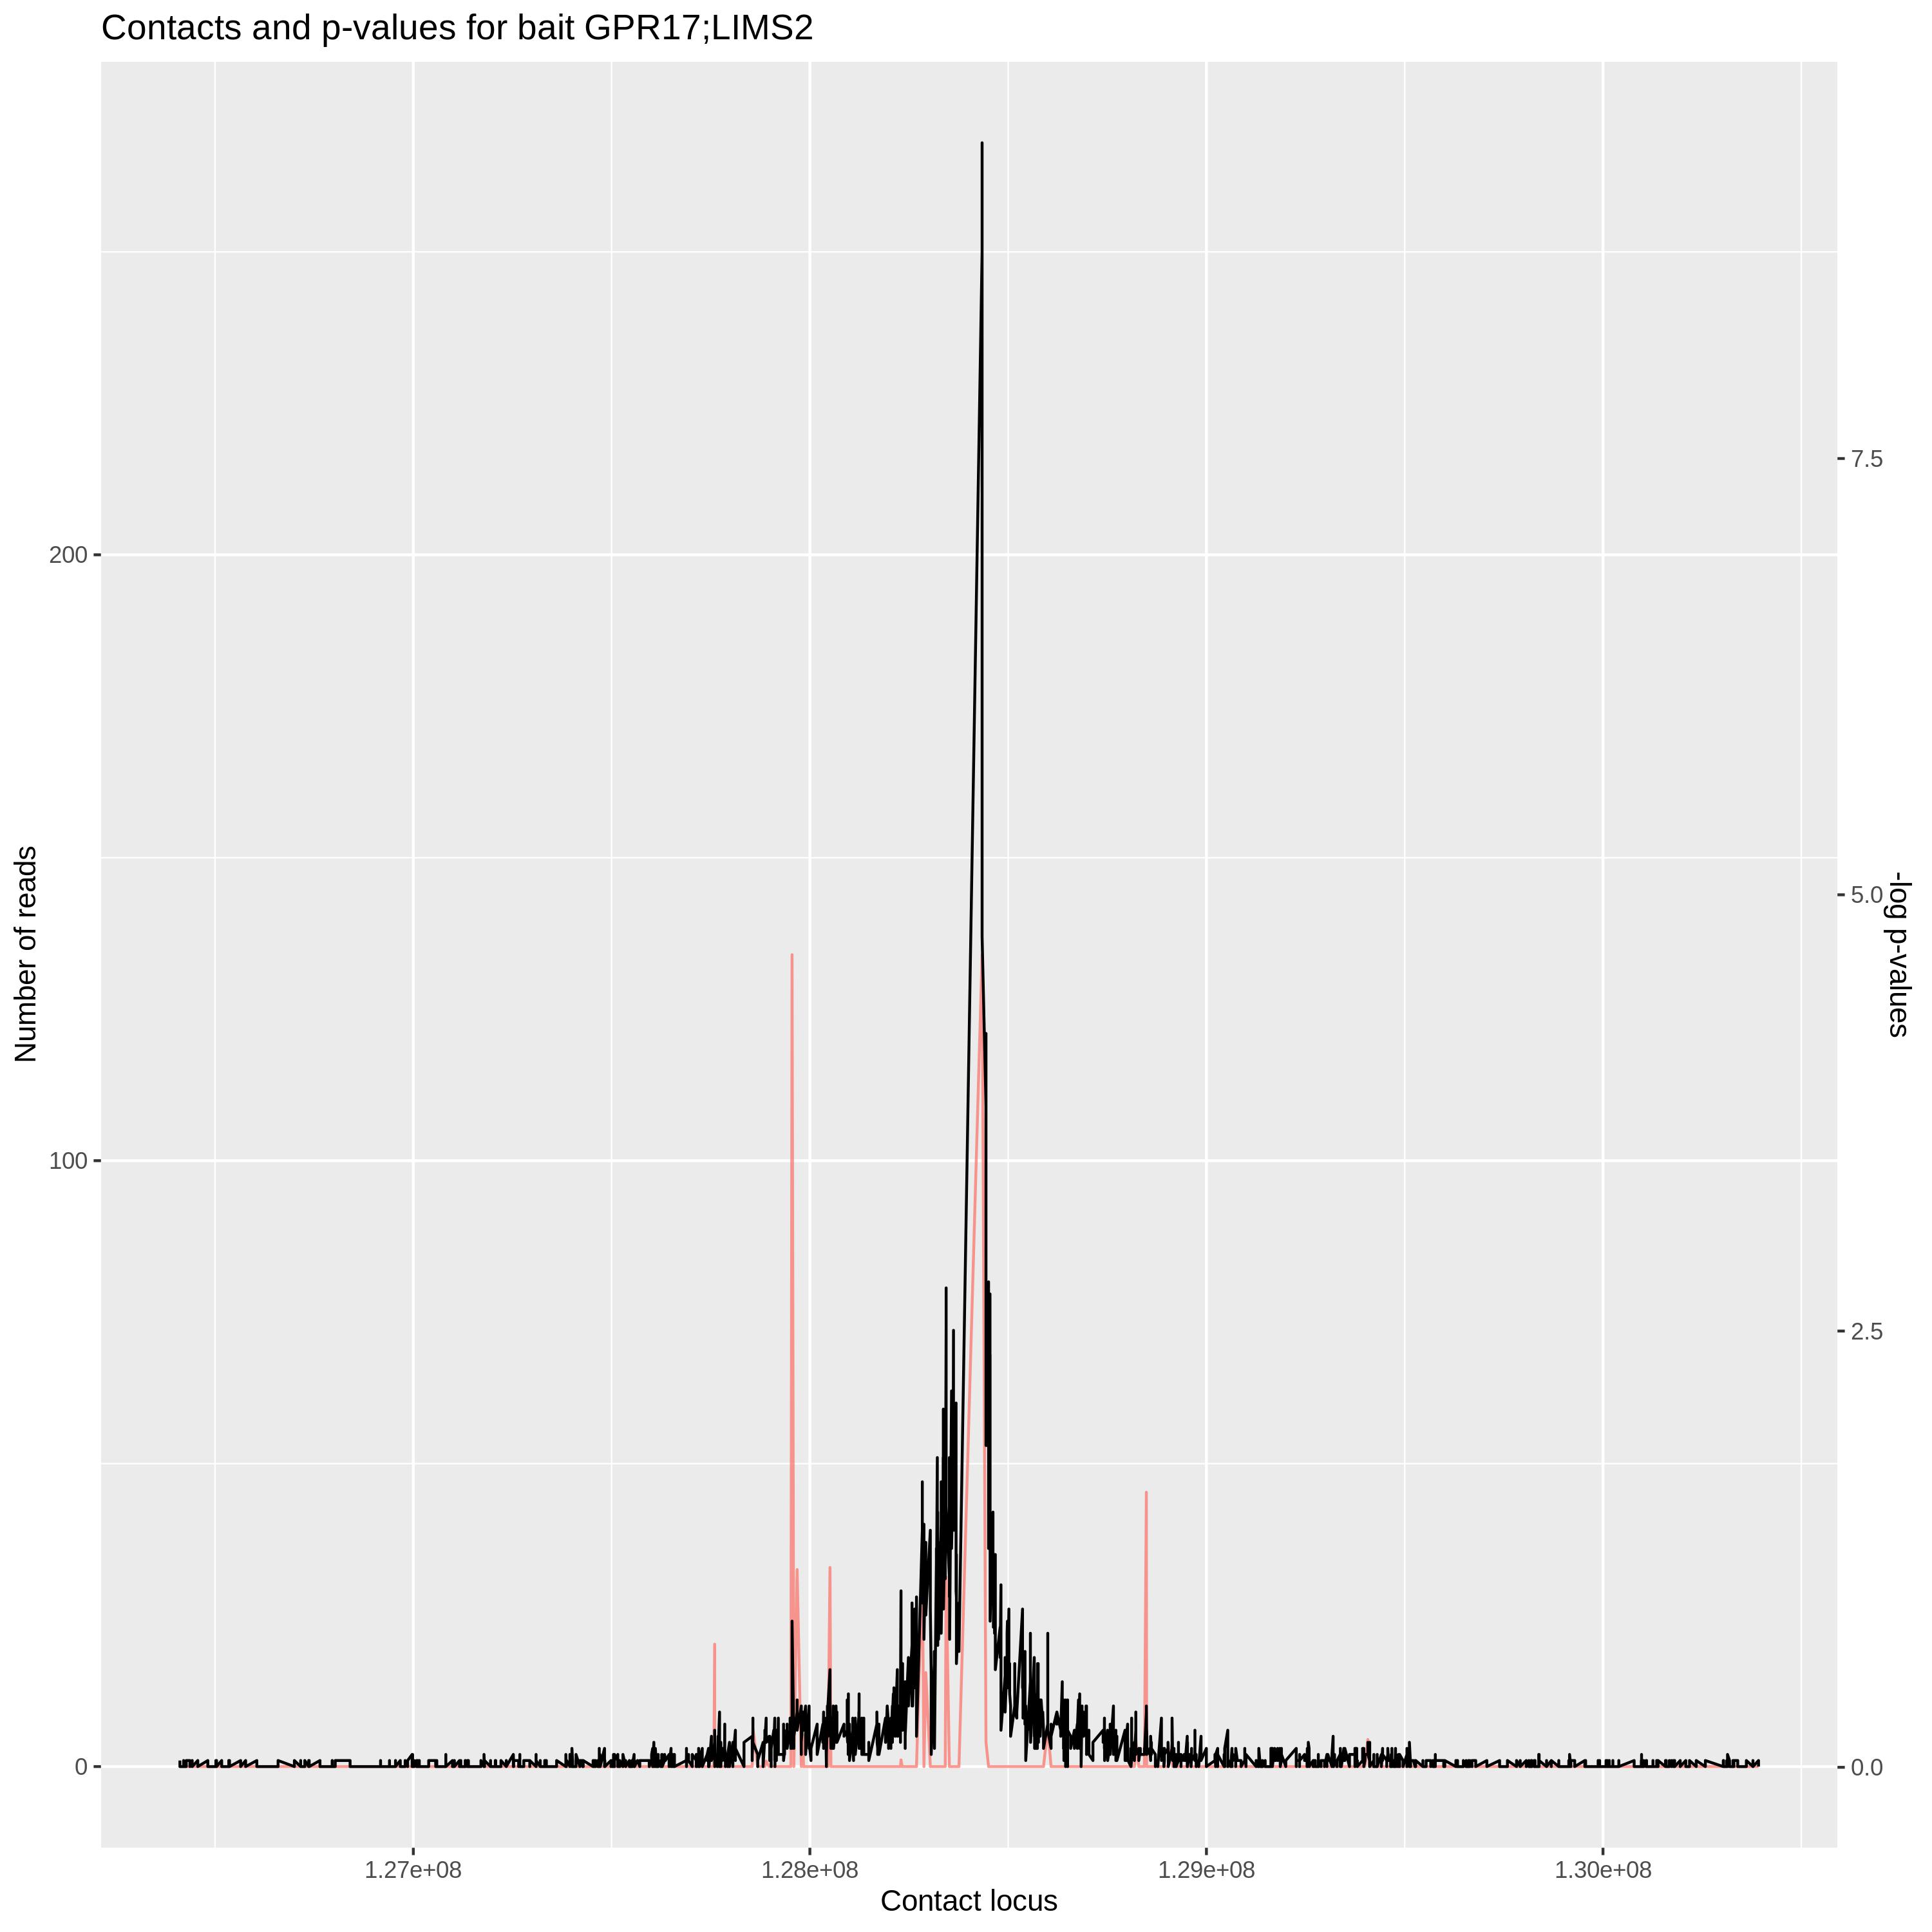 Contacts and p-values for bait GPR17;LIMS2
Number of reads
200
100
0
7.5
5.0
2.5
0.0
-log p-values
1.27e+08
1.28e+08
1.29e+08
1.30e+08
Contact locus